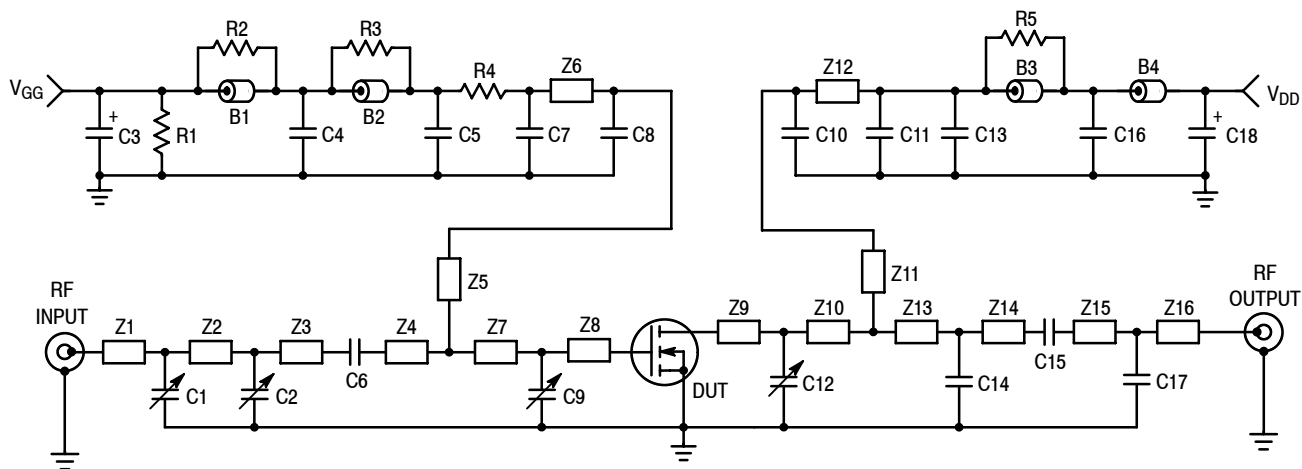 R2
R3
R5
R4
Z6
Z12
B3
B4
VGG
B1
B2
VDD
+
C3
R1
C4
C5
C7
C8
C10
C11
C13
C16
+
C18
Z5
Z11
RF
INPUT
RF
OUTPUT
Z1
Z2
Z3
Z4
Z7
Z8
Z9
Z10
Z13
Z14
Z15
Z16
C6
C15
C1
C2
C9
DUT
C12
C14
C17